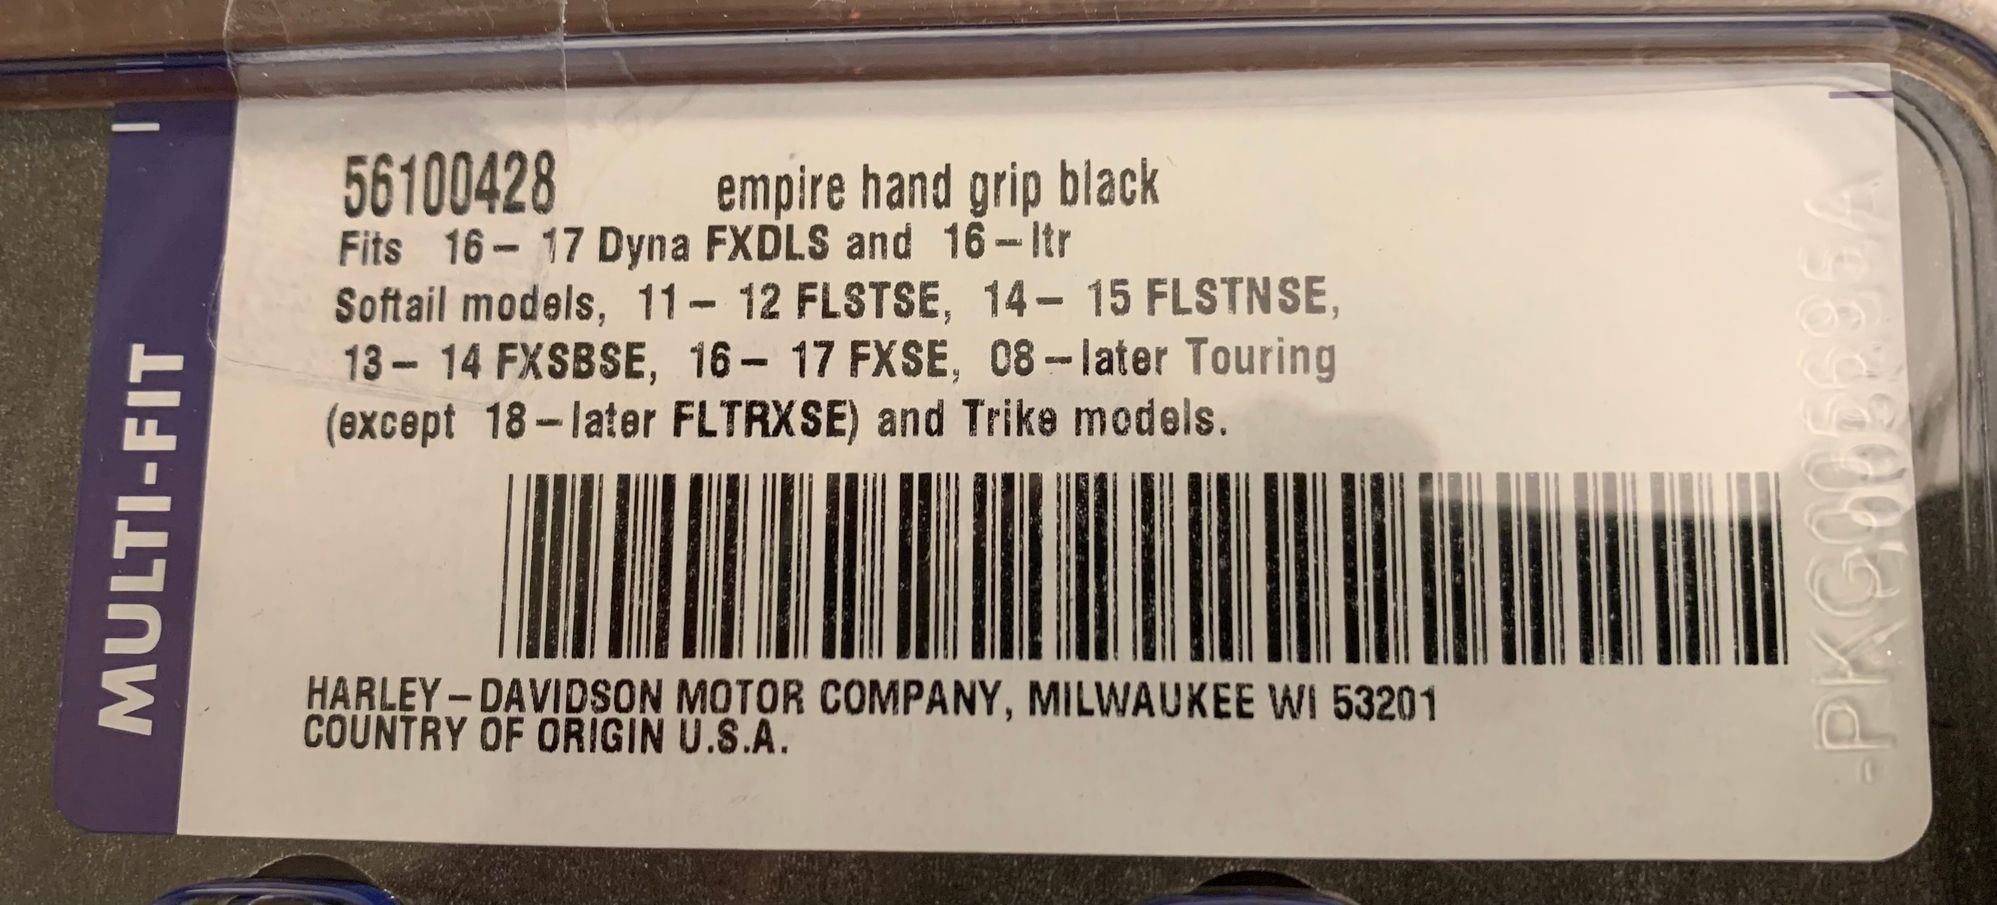 MULTI-FIT
56100428 empire hand grip black
Fits 16- 17 Dyna FXDLS and 16-ltr
Softail models, 11- 12 FLSTSE, 14- 15 FLSTNSE,
13- 14 FXSBSE, 16- 17 FXSE, 08-later Touring
(except 18-later FLTRXSE) and Trike models.
HARLEY-DAVIDSON MOTOR COMPANY, MILWAUKEE WI 53201
COUNTRY OF ORIGIN U.S.A.